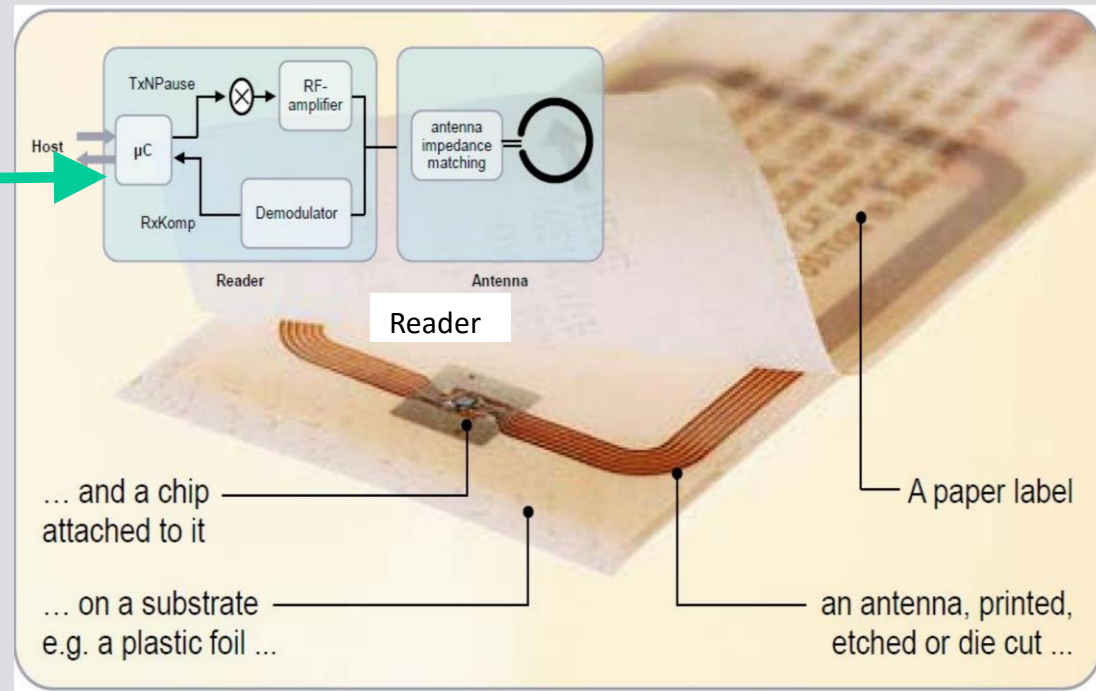 TxNPause
RF-
amplifier
Host
µC
antenna
impedance
matching
RxKomp
Demodulator
Reader
Antenna
Reader
… and a chip
attached to it
A paper label
… on a substrate
e.g. a plastic foil ...
an antenna, printed,
etched or die cut ...